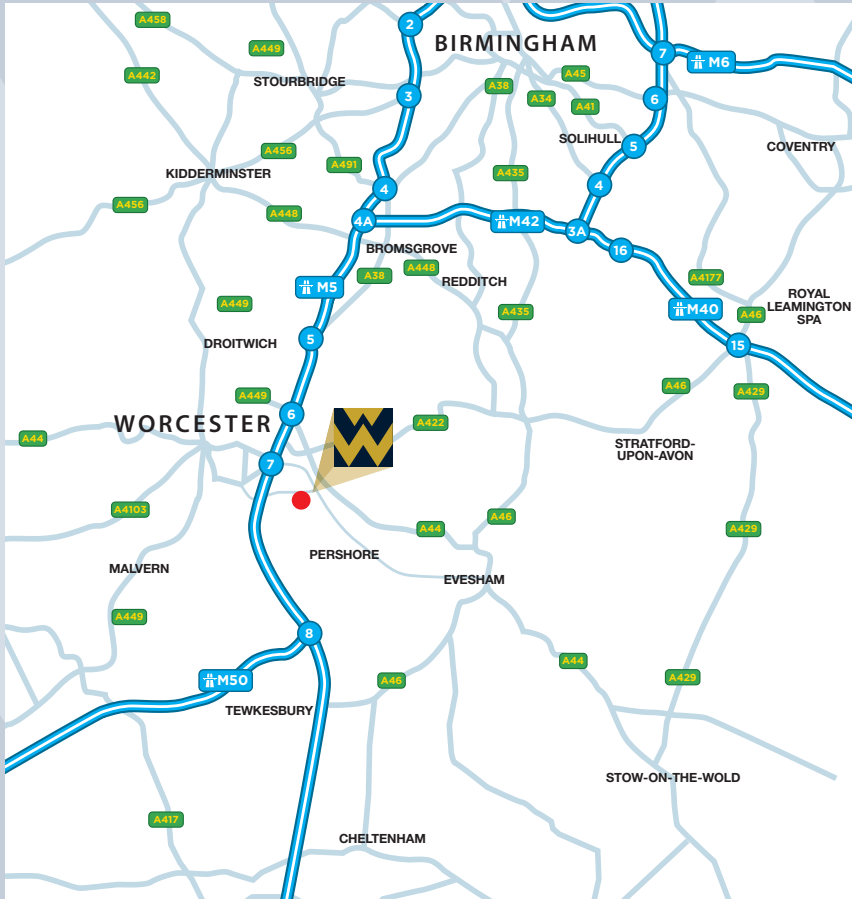 A458
2
BIRMINGHAM
A449
7
M6
A442
STOURBRIDGE
A45
A38
3
A34
6
A41
SOLIHULL
5
COVENTRY
A456
A491
KIDDERMINSTER
A435
4
4
A456
A448
4A
M42
3A
16
BROMSGROVE
A448
A38
REDDITCH
A4177
M5
ROYAL
LEAMINGTON
SPA
A449
A435
M40
A46
DROITWICH
5
15
A46
A429
A449
6
WORCESTER
W
A422
A44
STRATFORD-
UPON-AVON
7
A4103
A46
A44
A429
PERSHORE
MALVERN
EVESHAM
A449
8
A44
M50
A46
A429
TEWKESBURY
STOW-ON-THE-WOLD
A417
CHELTENHAM